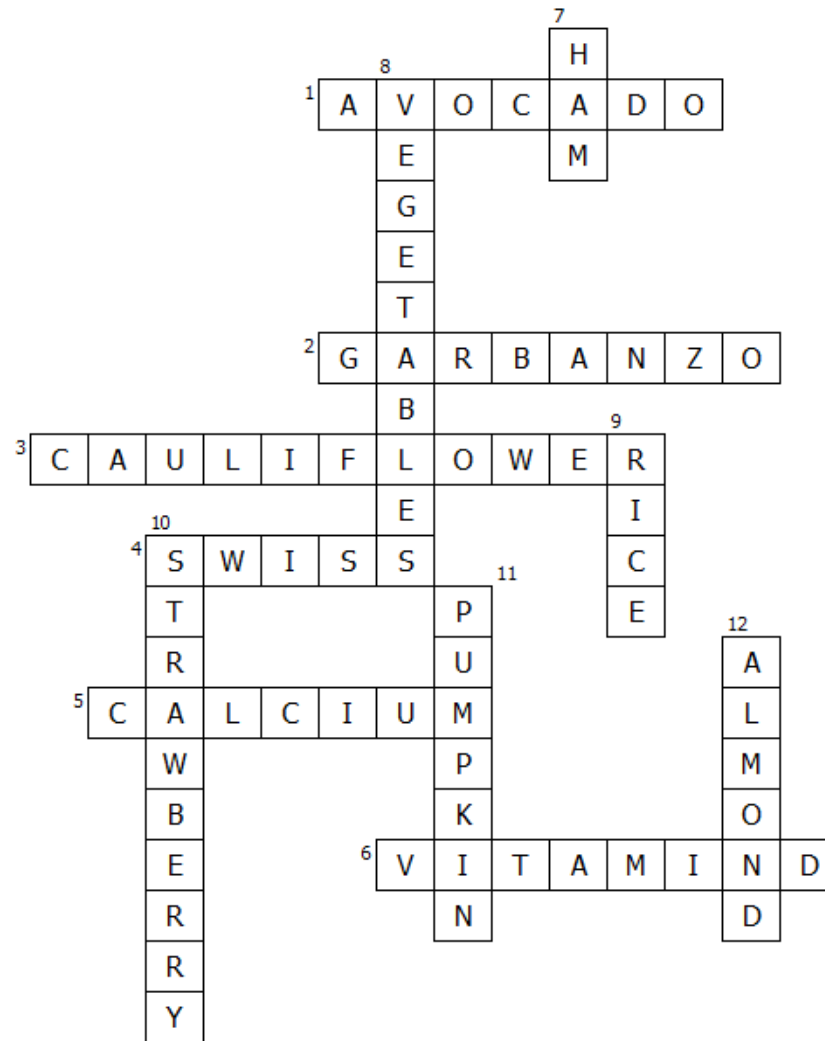 7
H
8
1 A V O C A D O
E M
G
E
T
2 G A R B A N Z O
B 9
3 C A U L I F L O W E R
10 E I
4 S W I S S C
11
T P E
12
R U A
5 C A L C I U M L
W P M
B K O
6 E V I T A M I N D
R N D
R
Y